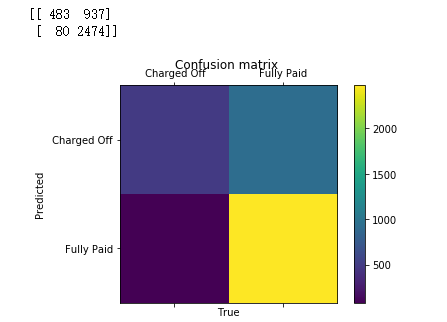 [[ 483 937]
[ 80 2474]]
Confusion matrix
Charged Off Fully Paid
Charged Off
Fully Paid
Predicted
True
2000
1000
500